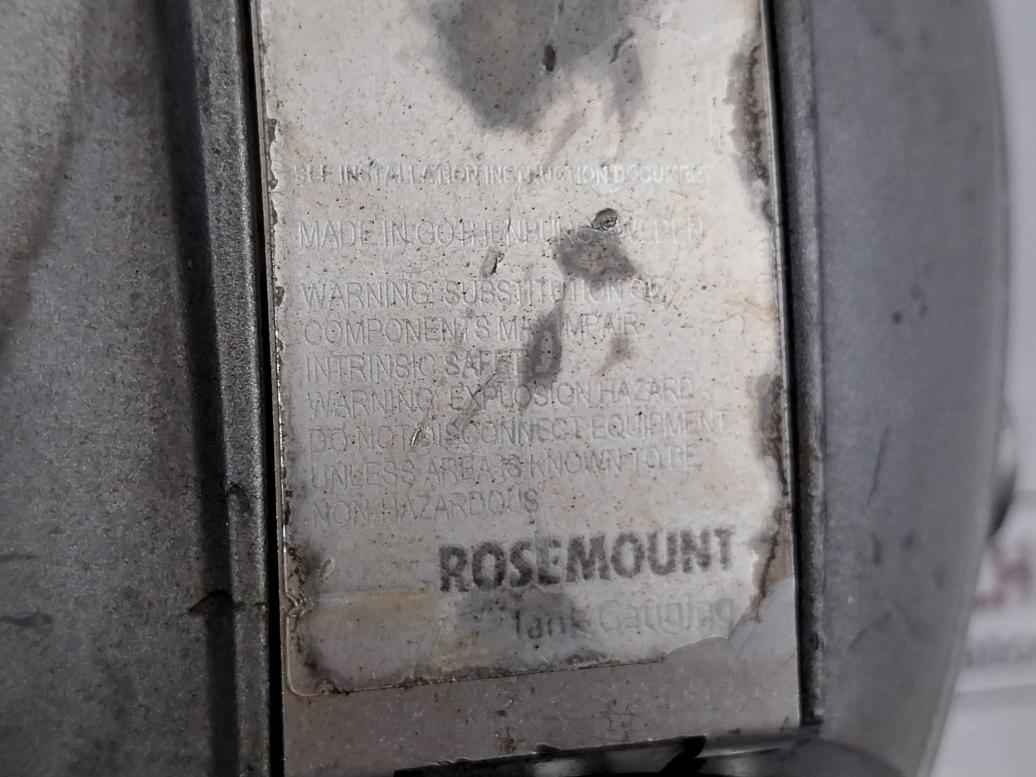 SEE INSTALLATION INSTRUCTION
MADE IN GOTHENBURG SWEDEN
WARNING: SUBSTITUTION OF
COMPONENTS MAY IMPAIR
INTRINSIC SAFETY
WARNING: EXPLOSION HAZARD
DO NOT DISCONNECT EQUIPMENT
UNLESS AREA IS KNOWN TO BE
NON-HAZARDOUS
ROSEMOUNT
Tank Gauging